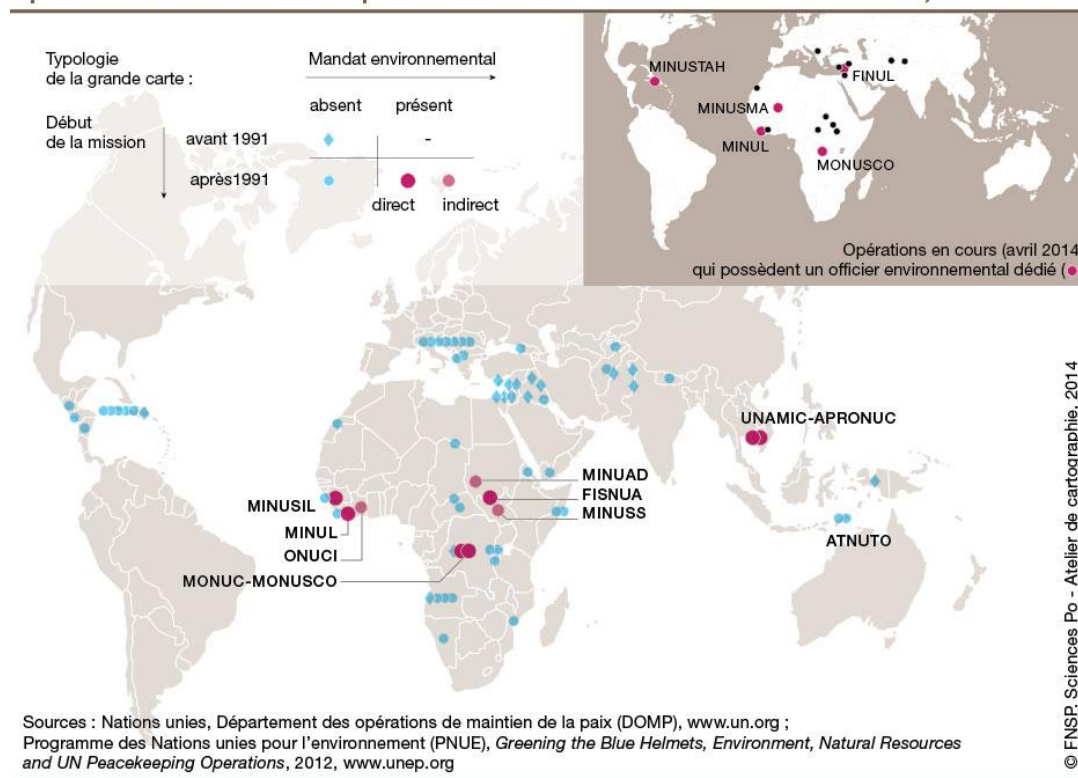 Typologie
de la grande carte :
Mandat environnemental
absent
présent
Début
de la mission
avant 1991
-
après1991
direct
indirect
MINUSTAH
FINUL
MINUSMA
MINUL
MONUSCO
Opérations en cours (avril 2014
qui possèdent un officier environnemental dédié (
UNAMIC-APRONUC
MINUAD
FISNUA
MINUSS
MINUSIL
MINUL
ONUCI
MONUC-MONUSCO
ATNUTO
Sources : Nations unies, Département des opérations de maintien de la paix (DOMP), www.un.org ;
Programme des Nations unies pour l'environnement (PNUE), Greening the Blue Helmets, Environment, Natural Resources
and UN Peacekeeping Operations, 2012, www.unep.org
© FNSP. Sciences Po - Atelier de cartographie, 2014